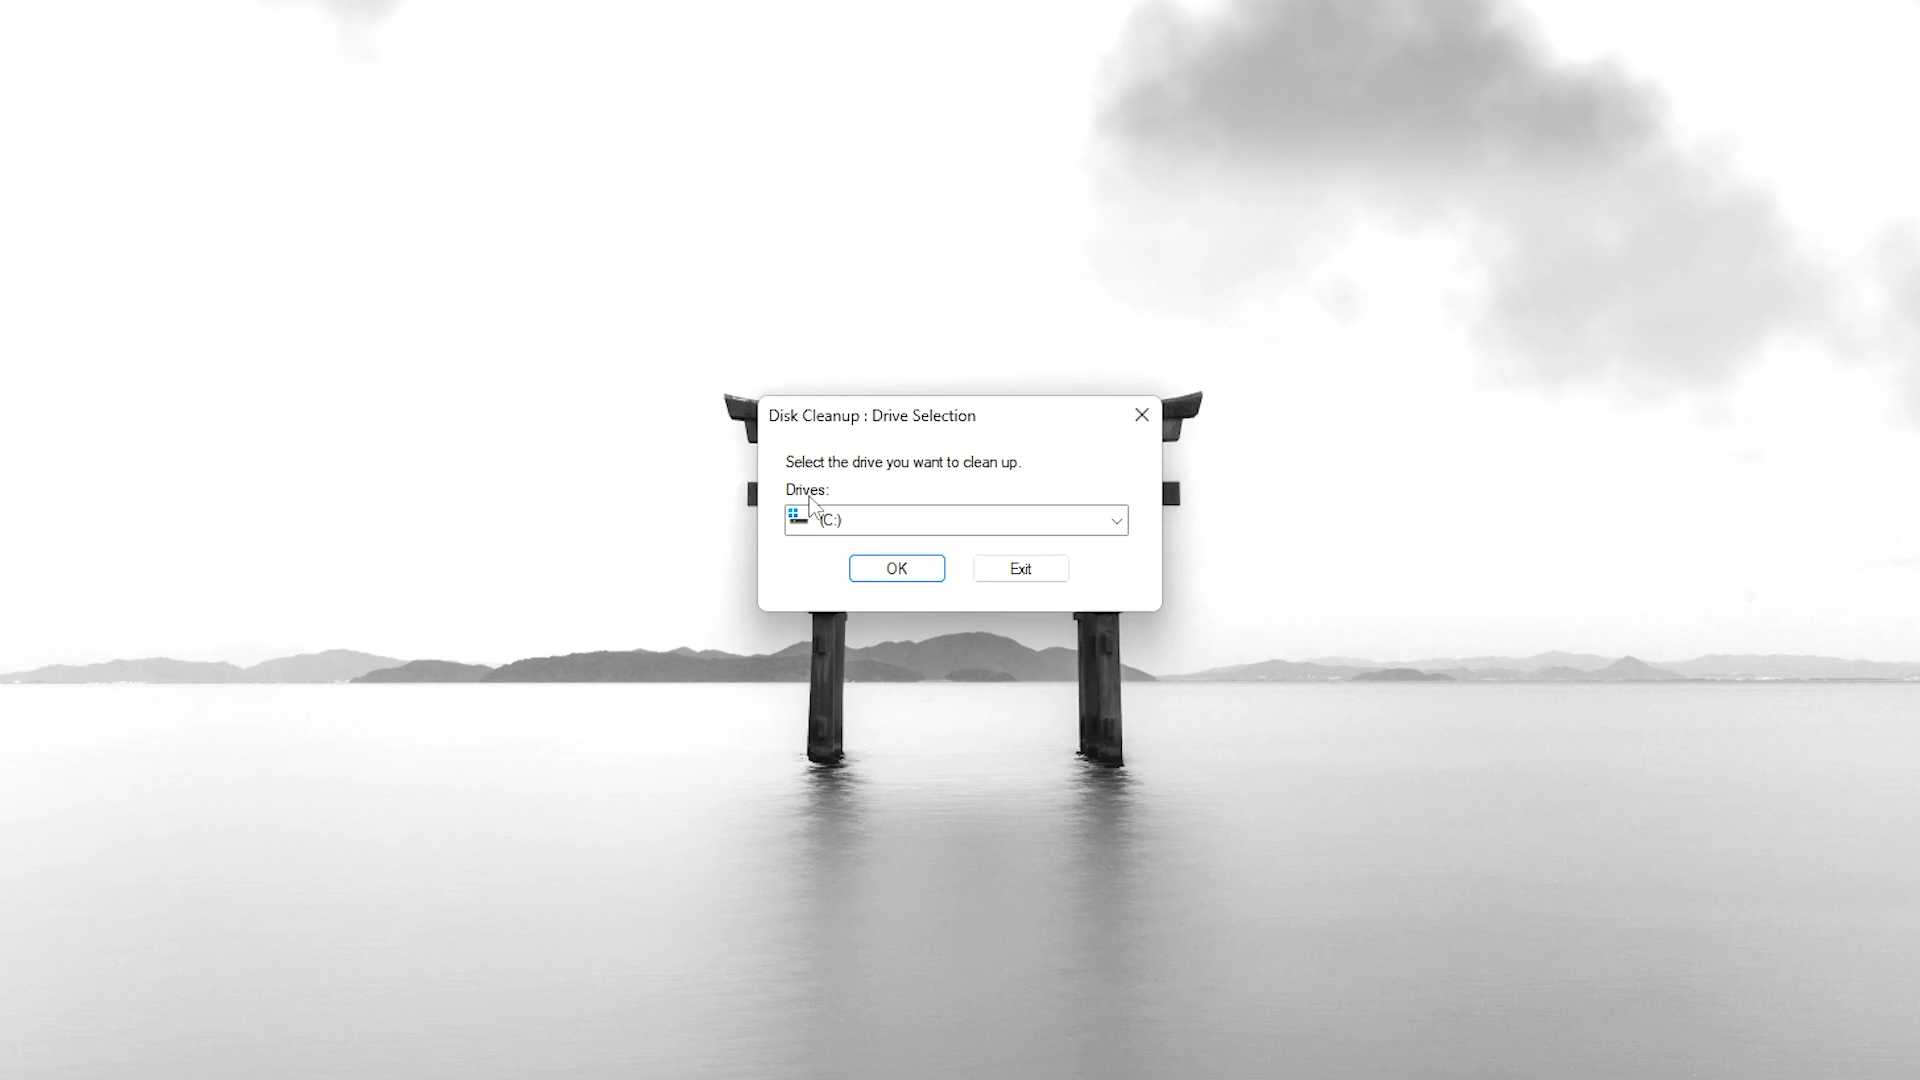 Disk Cleanup : Drive Selection
Select the drive you want to clean up.
Drives:
(C:)
OK
Exit